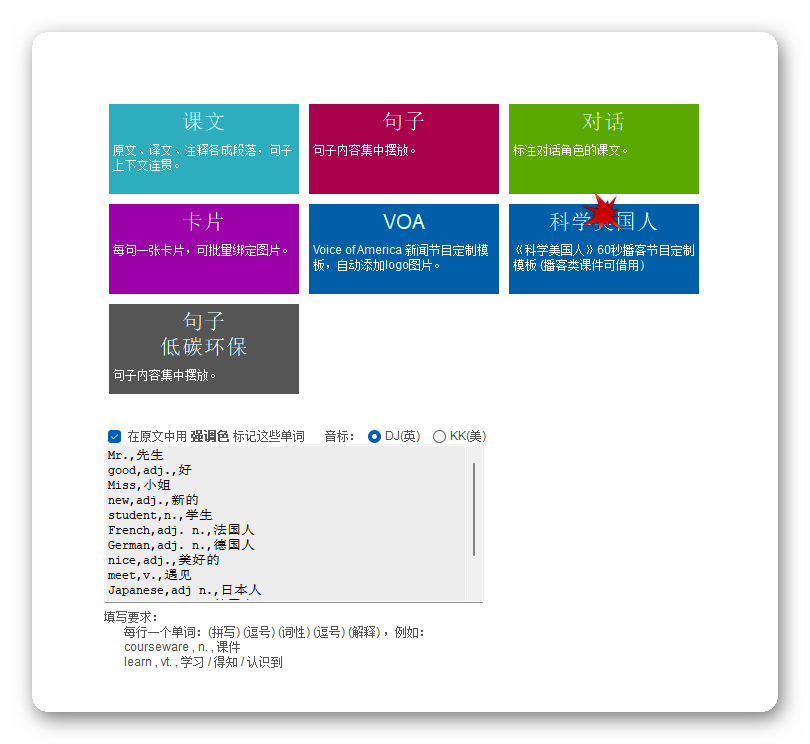 课文
原文、译文、注释各成段落，句子
上下文连贯。
句子
句子内容集中摆放。
对话
标注对话角色的课文。
卡片
每句一张卡片，可批量绑定图片。
VOA
Voice of America 新闻节目定制模
板，自动添加logo图片。
科学美国人
《科学美国人》60秒播客节目定制
模板 (播客类课件可借用)
句子
低碳环保
句子内容集中摆放。
在原文中用 强调色 标记这些单词 音标： DJ(英) KK(美)
Mr.,先生
good,adj.,好
Miss,小姐
new,adj.,新的
student,n.,学生
French,adj. n.,法国人
German,adj. n.,德国人
nice,adj.,美好的
meet,v.,遇见
Japanese,adj n.,日本人
填写要求：
每行一个单词：(拼写) (逗号) (词性) (逗号) (解释) ，例如：
courseware , n. , 课件
learn , vt. , 学习 / 得知 / 认识到